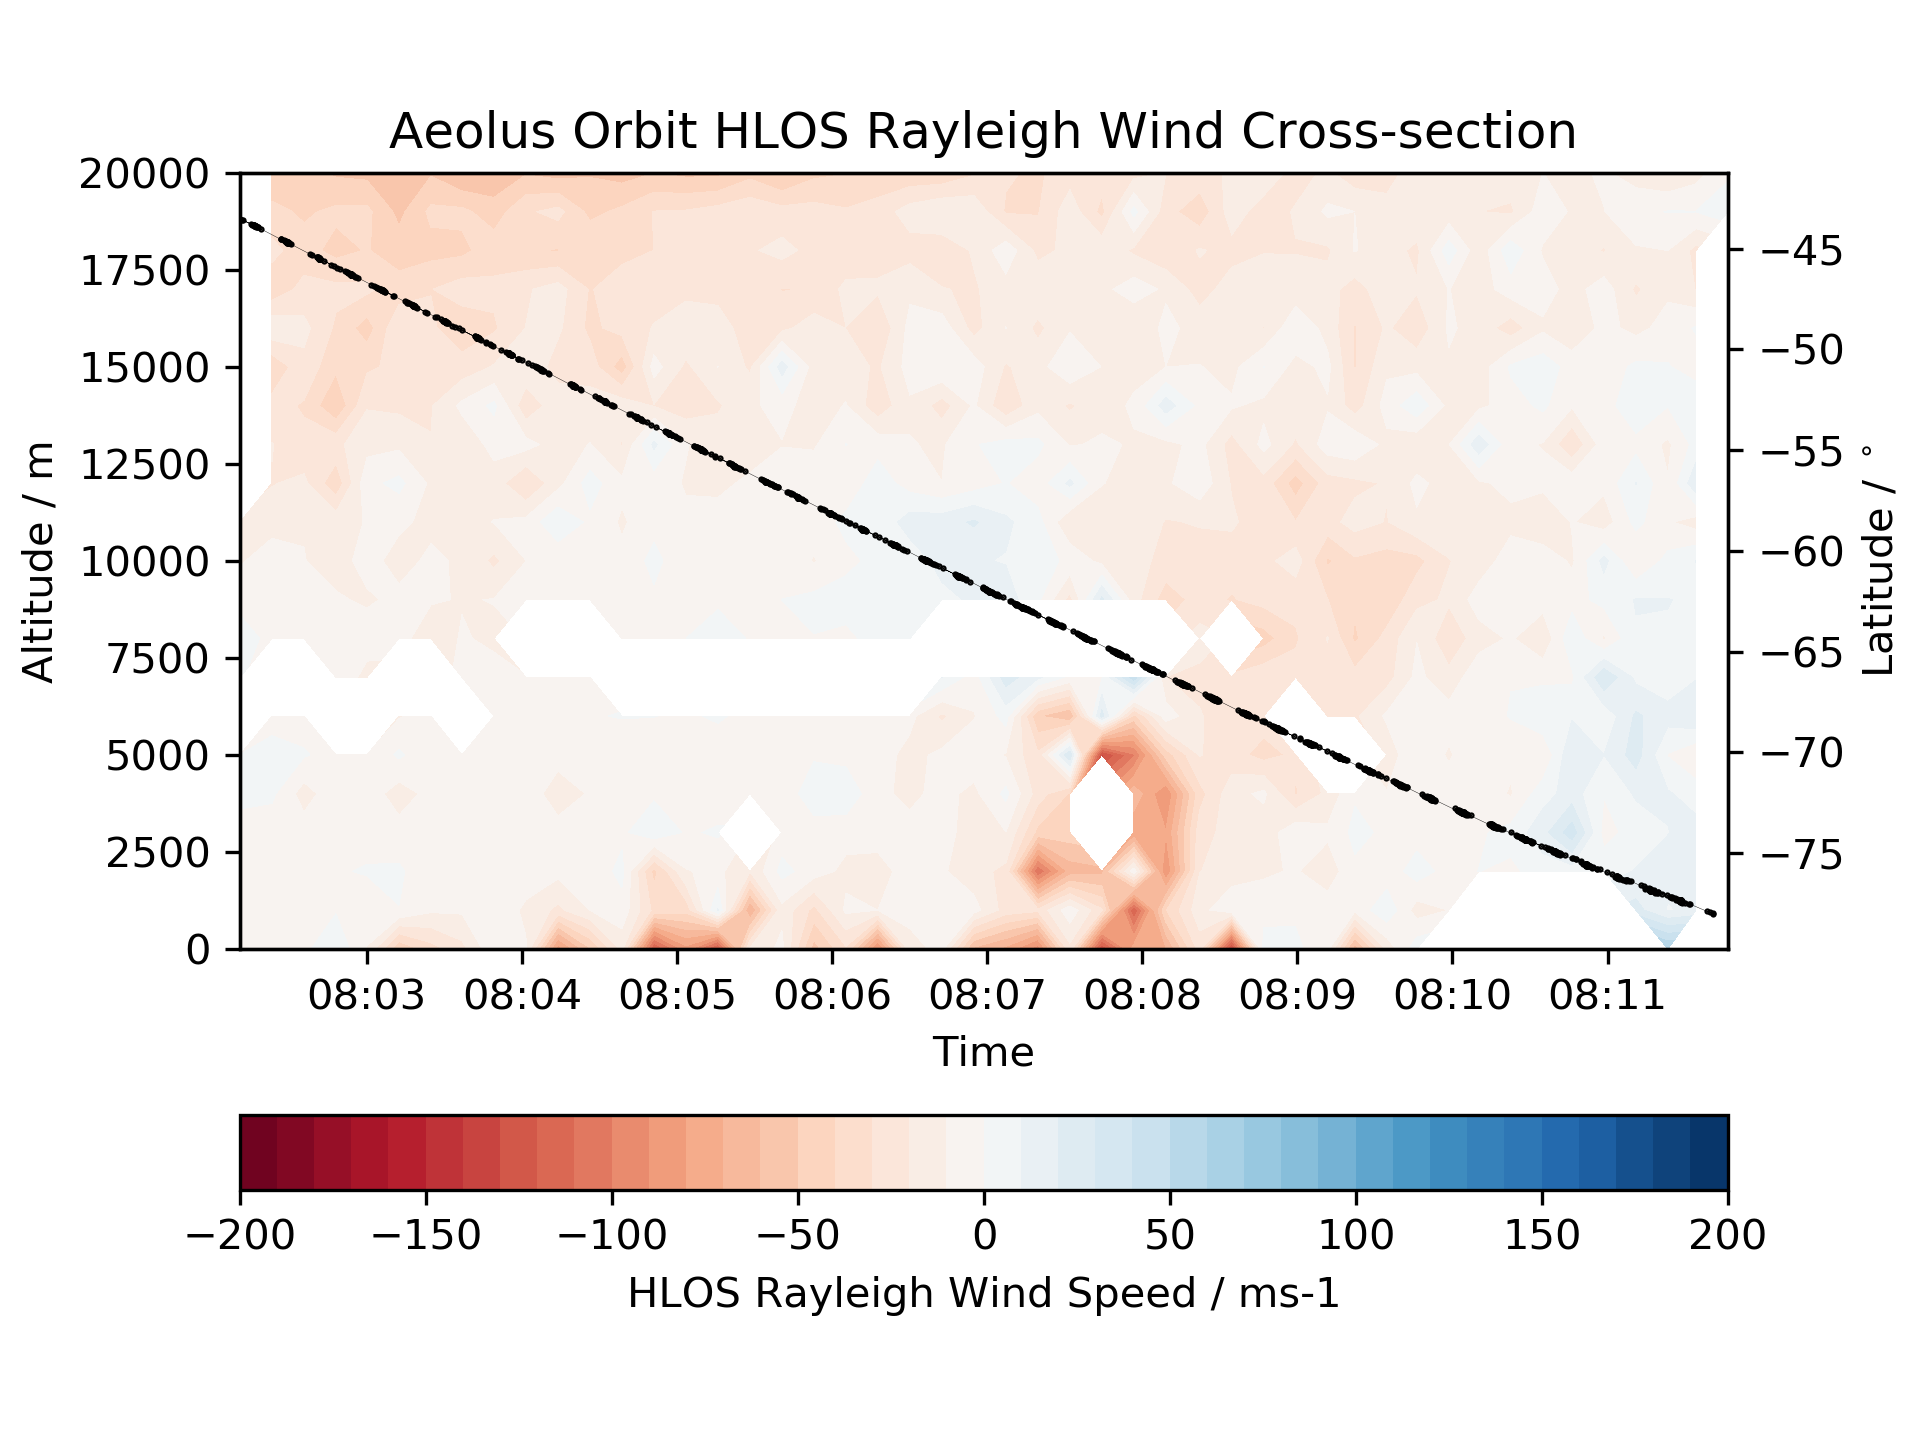 Aeolus Orbit HLOS Rayleigh Wind Cross-section
20000
17500
15000
12500
10000
7500
5000
2500
0
Altitude / m
−45
−50
−55
−60
−65
−70
−75
Latitude / °
08:03 08:04 08:05 08:06 08:07 08:08 08:09 08:10 08:11
Time
−200 −150 −100 −50 0 50 100 150 200
HLOS Rayleigh Wind Speed / ms-1